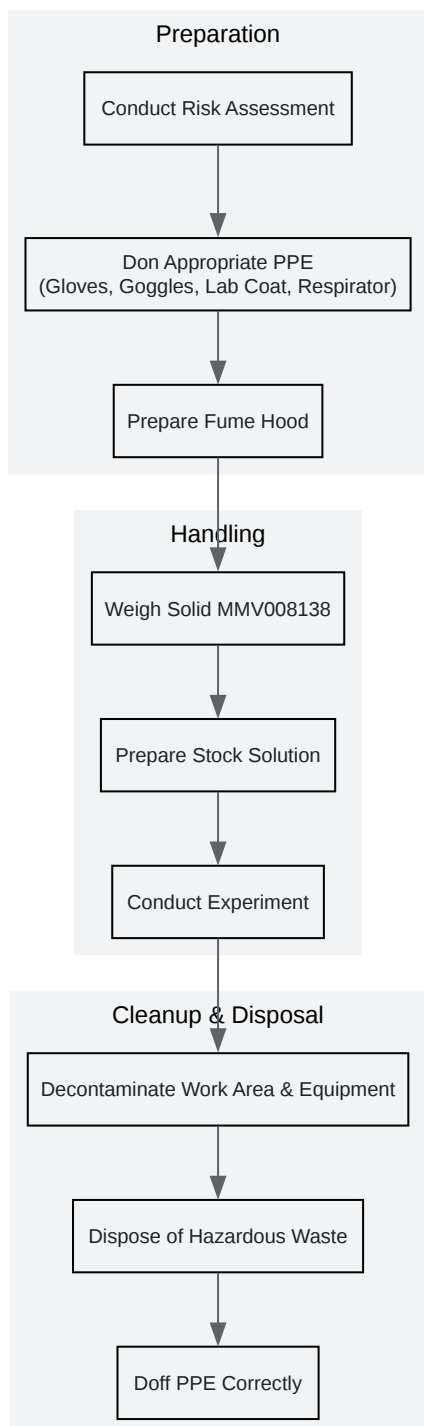 Preparation
Conduct Risk Assessment
Don Appropriate PPE
(Gloves, Goggles, Lab Coat, Respirator)
Prepare Fume Hood
Handling
Weigh Solid MMV008138
Prepare Stock Solution
Conduct Experiment
Cleanup & Disposal
Decontaminate Work Area & Equipment
Dispose of Hazardous Waste
Doff PPE Correctly